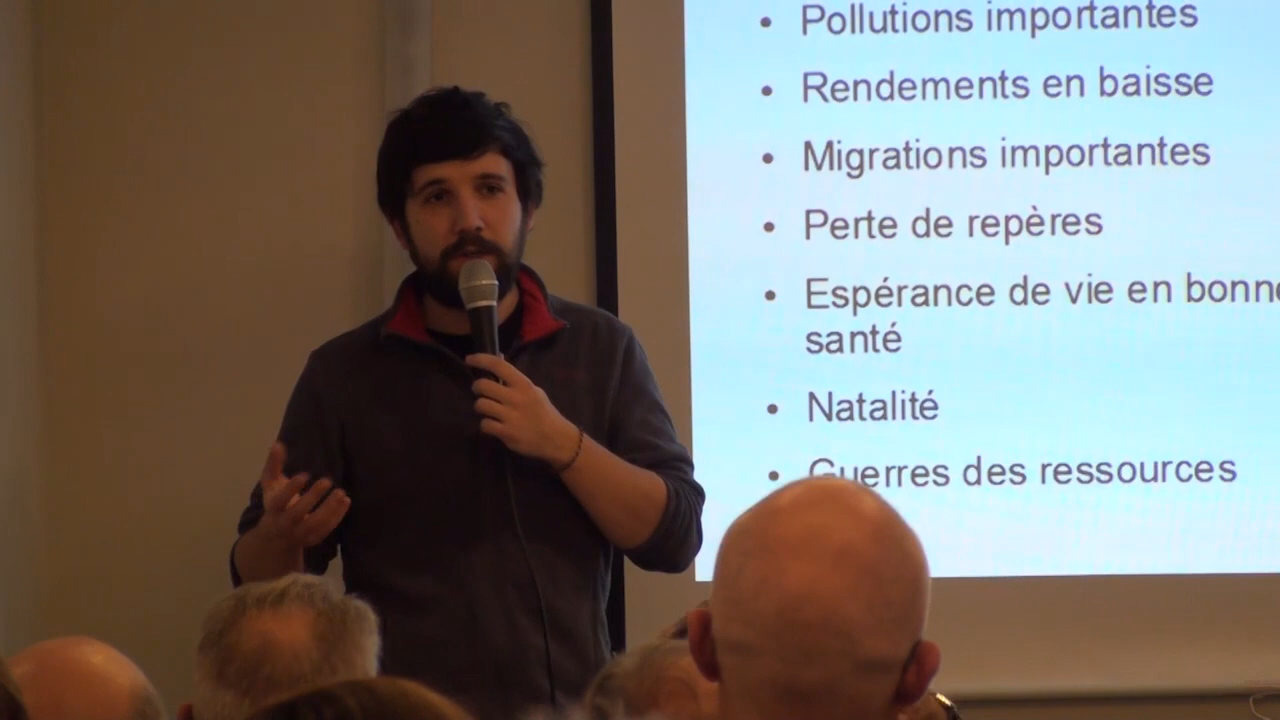 • Pollutions importantes
• Rendements en baisse
• Migrations importantes
• Perte de repères
• Espérance de vie en bonne
santé
• Natalité
• Guerres des ressources